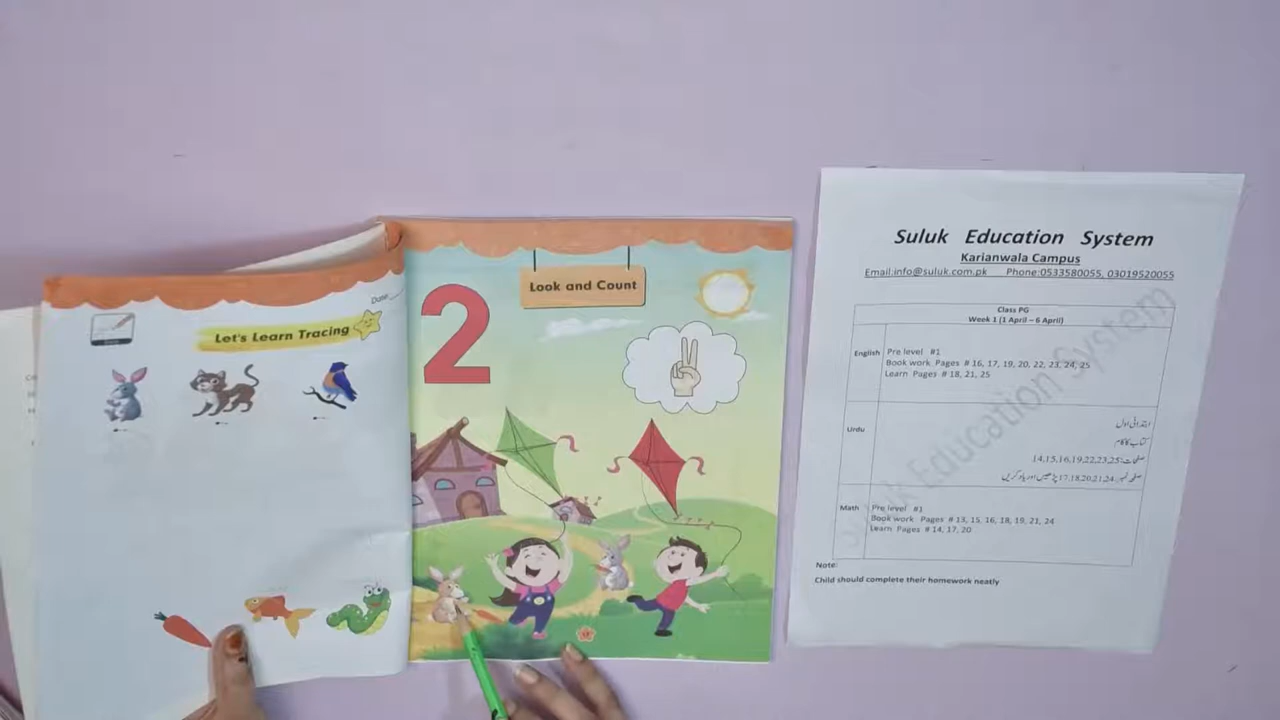 Date
Let's Learn Tracing
Look and Count
2
Suluk Education System
Karianwala Campus
Email:info@suluk.com.pk Phone:0533580055, 03019520055
Class PG
Week 1 (1 April – 6 April)
English
Pre level #1
Book work Pages # 16, 17, 19, 20, 22, 23, 24, 25
Learn Pages # 18, 21, 25
Urdu
ابتدائی اول
کتاب کا کام
صفحات:14,15,16,19,22,23,25
صفحہ نمبر:17,18,20,21,24 پڑھیں اور یاد کریں
Math
Pre level #1
Book work Pages # 13, 15, 16, 18, 19, 21, 24
Learn Pages # 14, 17, 20
Note:
Child should complete their homework neatly
Suluk Education System